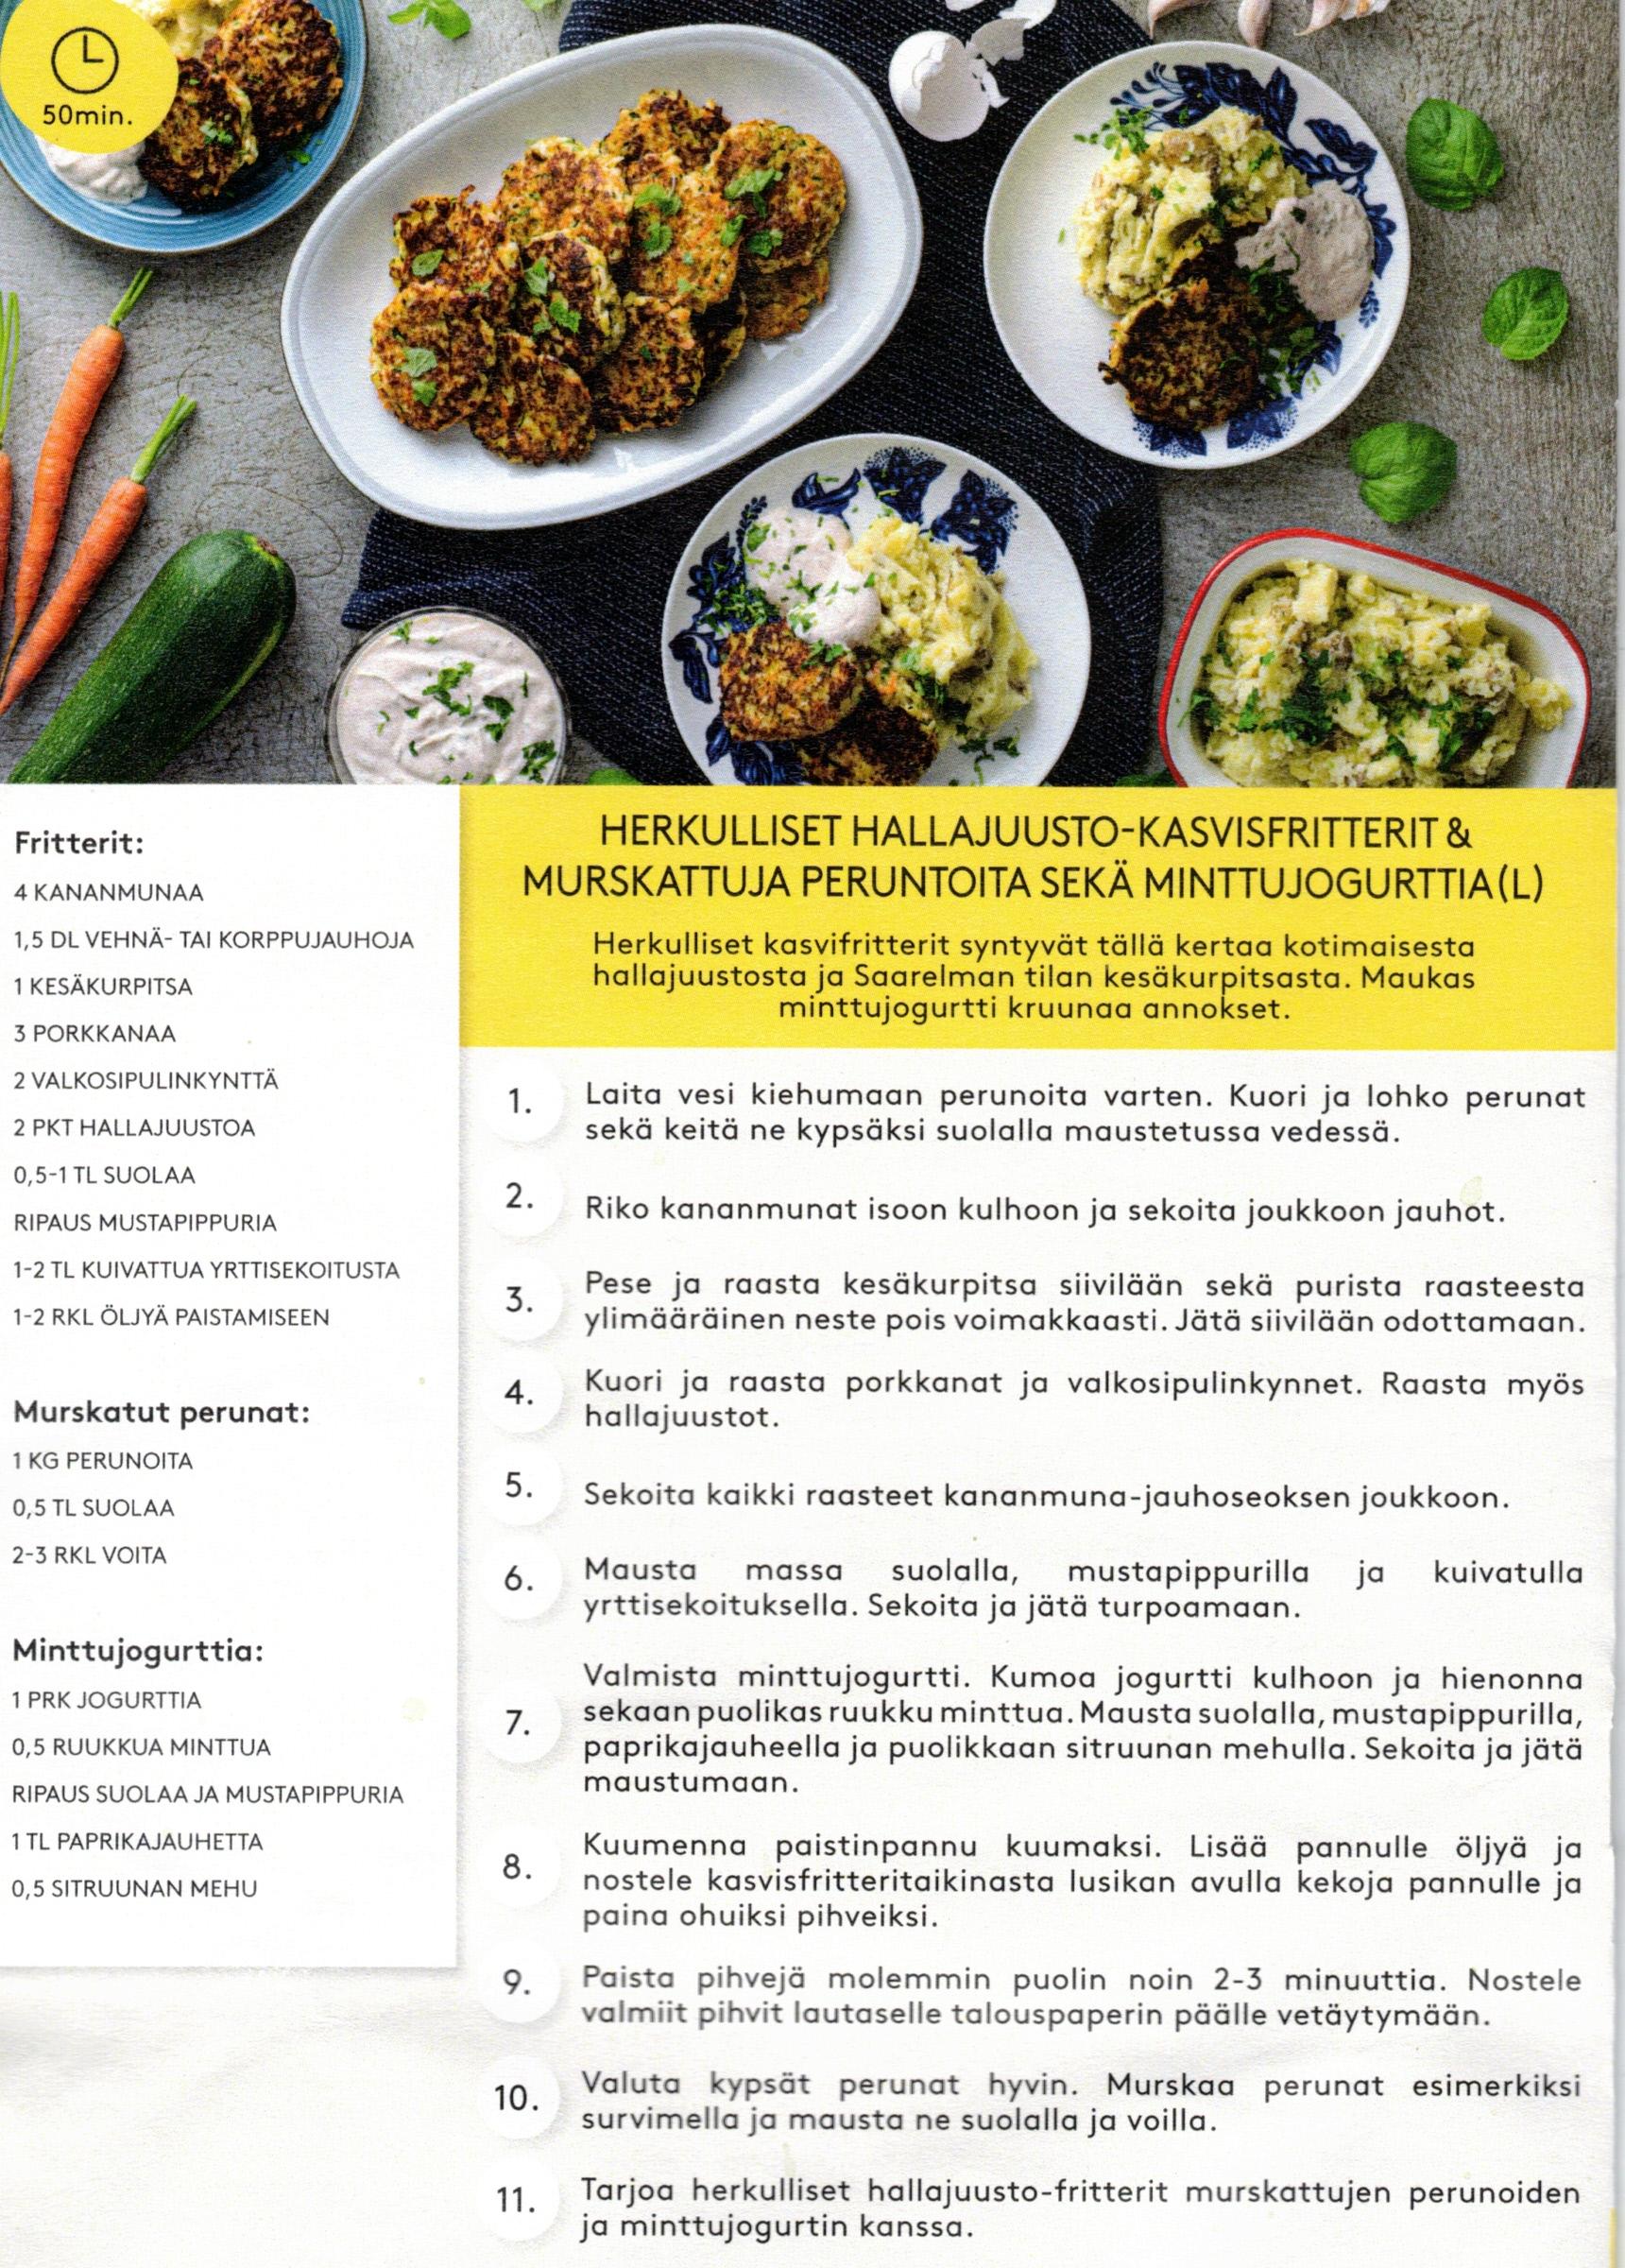 50min.
Fritterit:
4 KANANMUNAA
1,5 DL VEHNÄ- TAI KORPPUJAUHOJA
1 KESÄKURPITSA
3 PORKKANAA
2 VALKOSIPULINKYNTTÄ
2 PKT HALLAJUUSTOA
0,5-1 TL SUOLAA
RIPAUS MUSTAPIPPURIA
1-2 TL KUIVATTUA YRTTISEKOITUSTA
1-2 RKL ÖLJYÄ PAISTAMISEEN
Murskatut perunat:
1 KG PERUNOITA
0,5 TL SUOLAA
2-3 RKL VOITA
Minttujogurttia:
1 PRK JOGURTTIA
0,5 RUUKKUA MINTTUA
RIPAUS SUOLAA JA MUSTAPIPPURIA
1 TL PAPRIKAJAUHETTA
0,5 SITRUUNAN MEHU
HERKULLISET HALLAJUUSTO-KASVISFRITTERIT &
MURSKATTUJA PERUNTOITA SEKÄ MINTTUJOGURTTIA(L)
Herkulliset kasvifritterit syntyvät tällä kertaa kotimaisesta
hallajuustosta ja Saarelman tilan kesäkurpitsasta. Maukas
minttujogurtti kruunaa annokset.
1. Laita vesi kiehumaan perunoita varten. Kuori ja lohko perunat
sekä keitä ne kypsäksi suolalla maustetussa vedessä.
2. Riko kananmunat isoon kulhoon ja sekoita joukkoon jauhot.
3. Pese ja raasta kesäkurpitsa siivilään sekä purista raasteesta
ylimääräinen neste pois voimakkaasti. Jätä siivilään odottamaan.
4. Kuori ja raasta porkkanat ja valkosipulinkynnet. Raasta myös
hallajuustot.
5. Sekoita kaikki raasteet kananmuna-jauhoseoksen joukkoon.
6. Mausta massa suolalla, mustapippurilla ja kuivatulla
yrttisekoituksella. Sekoita ja jätä turpoamaan.
7. Valmista minttujogurtti. Kumoa jogurtti kulhoon ja hienonna
sekaan puolikas ruukku minttua. Mausta suolalla, mustapippurilla,
paprikajauheella ja puolikkaan sitruunan mehulla. Sekoita ja jätä
maustumaan.
8. Kuumenna paistinpannu kuumaksi. Lisää pannulle öljyä ja
nostele kasvisfritteritaikinasta lusikan avulla kekoja pannulle ja
paina ohuiksi pihveiksi.
9. Paista pihvejä molemmin puolin noin 2-3 minuuttia. Nostele
valmiit pihvit lautaselle talouspaperin päälle vetäytymään.
10. Valuta kypsät perunat hyvin. Murskaa perunat esimerkiksi
survimella ja mausta ne suolalla ja voilla.
11. Tarjoa herkulliset hallajuusto-fritterit murskattujen perunoiden
ja minttujogurtin kanssa.